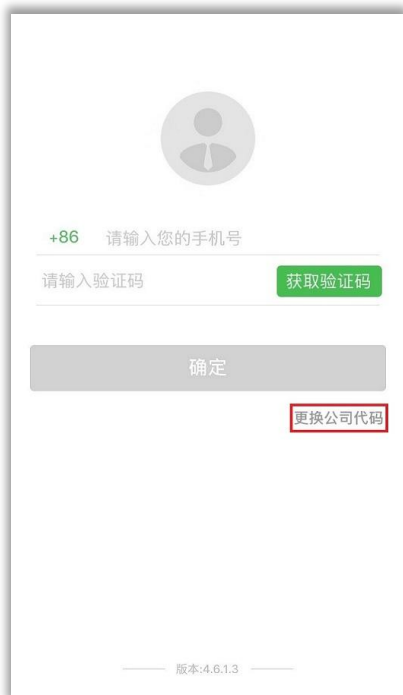 +86 请输入您的手机号
请输入验证码 获取验证码
确定
更换公司代码
版本:4.6.1.3